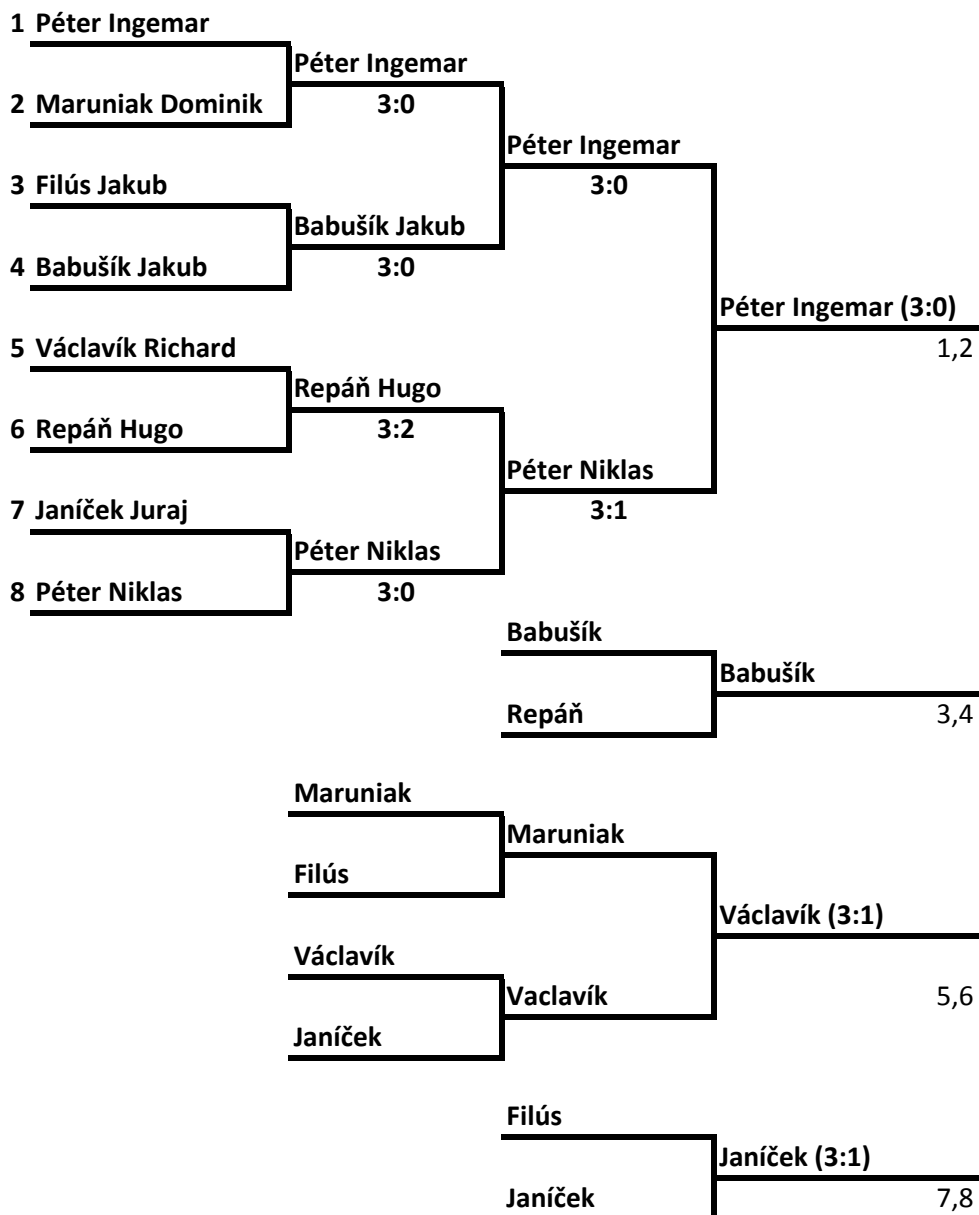 1 Péter Ingemar
Péter Ingemar
2 Maruniak Dominik 3:0
Péter Ingemar
3 Filús Jakub 3:0
Babušík Jakub
4 Babušík Jakub 3:0
Péter Ingemar (3:0)
5 Václavík Richard 1,2
Repáň Hugo
6 Repáň Hugo 3:2
Péter Niklas
7 Janíček Juraj 3:1
Péter Niklas
8 Péter Niklas 3:0
Babušík
Babušík
Repáň 3,4
Maruniak
Maruniak
Filús
Václavík (3:1)
Václavík
Vaclavík 5,6
Janíček
Filús
Janíček (3:1)
Janíček 7,8